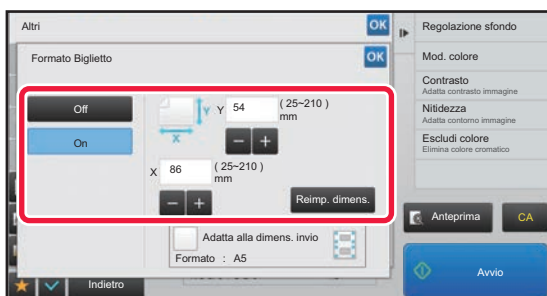 Altri
OK
Formato Biglietto
OK
Off
On
Y
Y 54 ( 25~210 )
mm
X
X 86 ( 25~210 )
mm
Reimp. dimens.
Adatta alla dimens. invio
Formato : A5
Indietro
Regolazione sfondo
Mod. colore
Contrasto
Adatta contrasto immagine
Nitidezza
Adatta contorno immagine
Escludi colore
Elimina colore cromatico
Anteprima
CA
Avvio